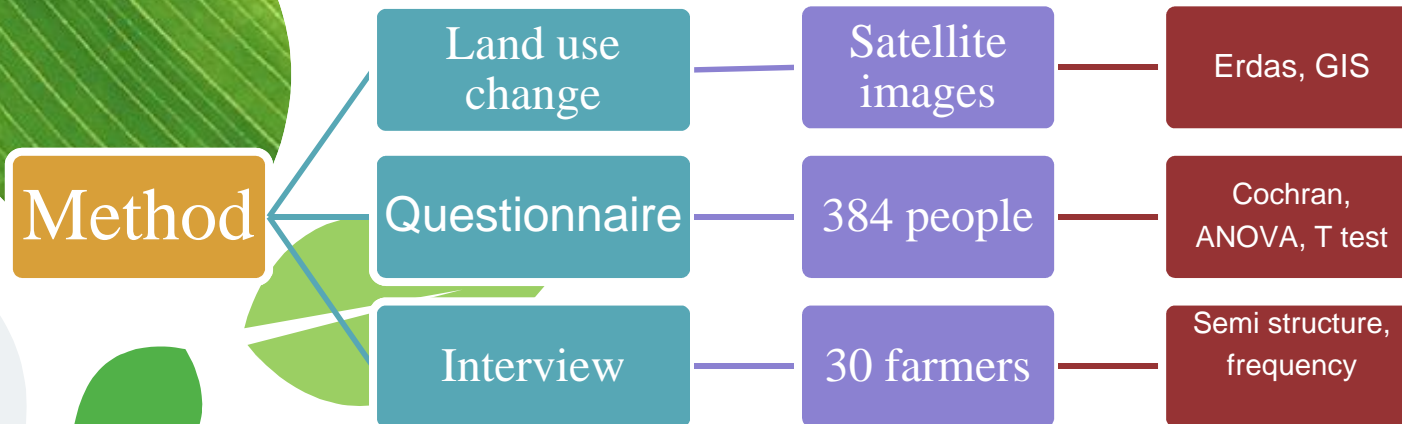 Method
Land use
change
Satellite
images
Erdas, GIS
Questionnaire
384 people
Cochran,
ANOVA, T test
Interview
30 farmers
Semi structure,
frequency